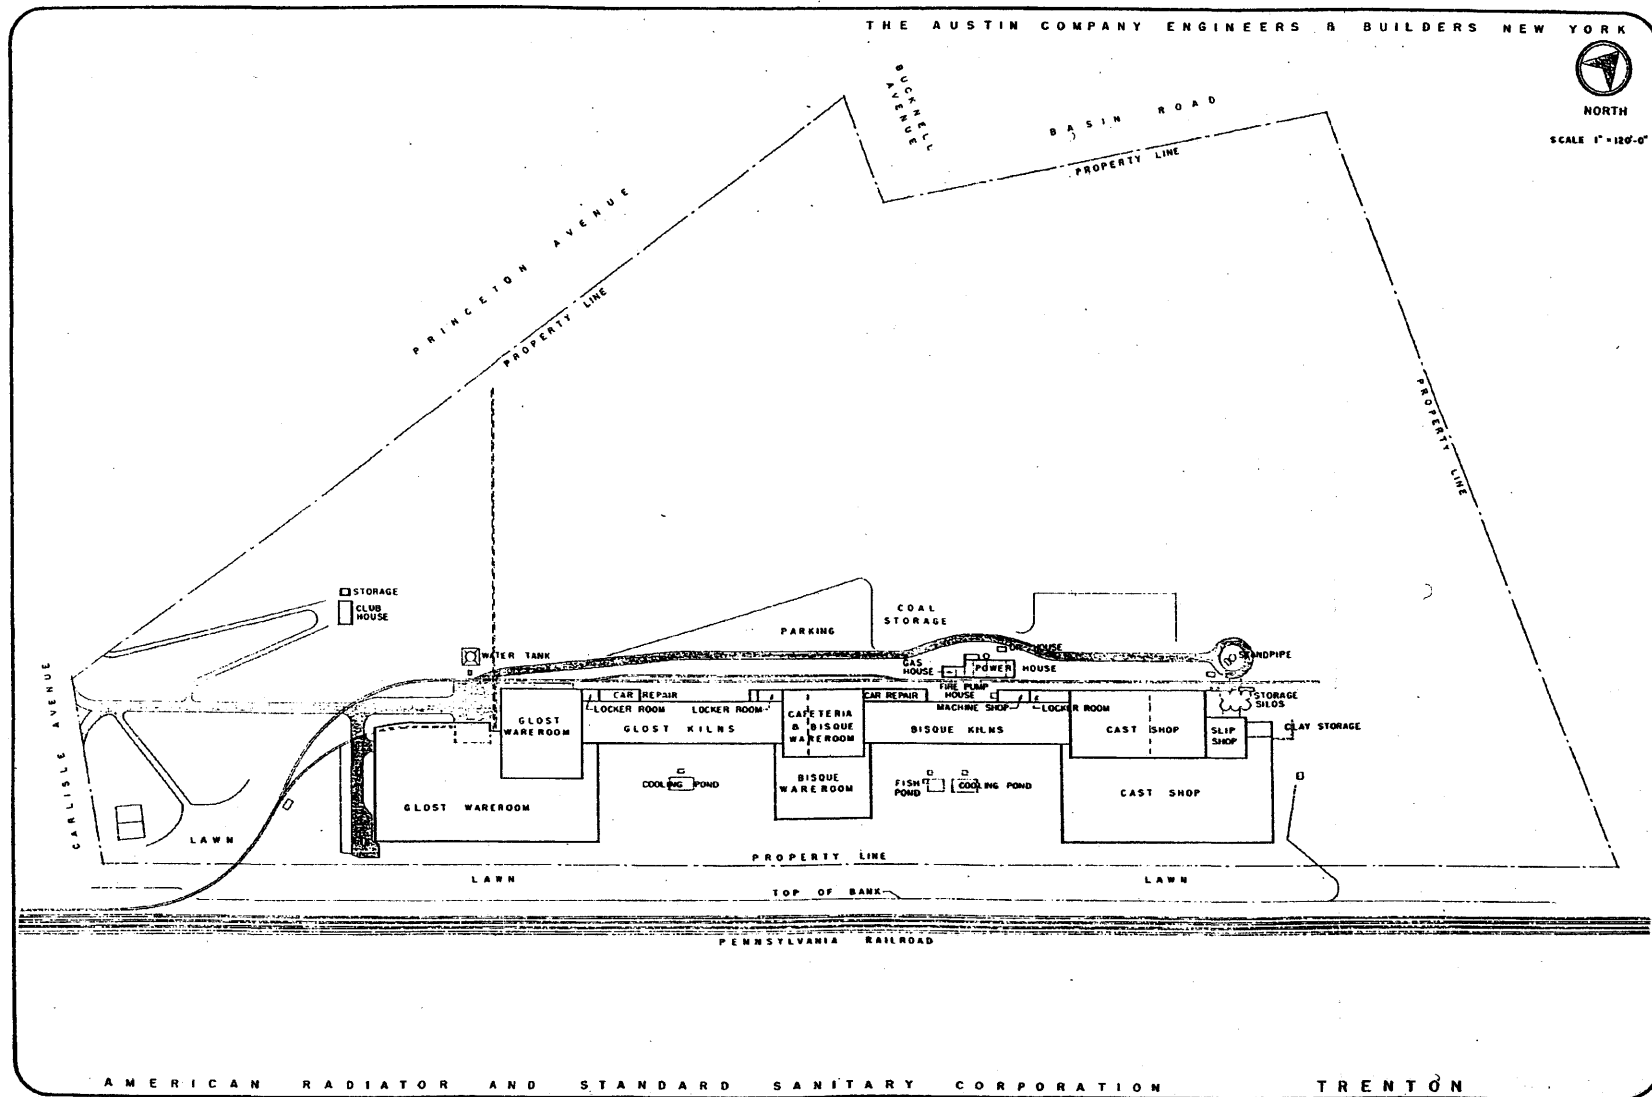 THE AUSTIN COMPANY ENGINEERS & BUILDERS NEW YORK
NORTH
SCALE 1" = 120'-0"
BUCKNELL
AVENUE
BASIN ROAD
PROPERTY LINE
PRINCETON AVENUE
PROPERTY LINE
PROPERTY LINE
STORAGE
CLUB
HOUSE
CARLISLE AVENUE
WATER TANK
PARKING
COAL
STORAGE
GAS
HOUSE
POWER HOUSE
FIRE PUMP
HOUSE
STANDPIPE
STORAGE
SILOS
CAR REPAIR
LOCKER ROOM
LOCKER ROOM
CAR REPAIR
MACHINE SHOP
LOCKER ROOM
GLOST
WAREROOM
GLOST KILNS
CAFETERIA
& BISQUE
WAREROOM
BISQUE KILNS
CAST SHOP
SLIP
SHOP
CLAY STORAGE
COOLING POND
BISQUE
WAREROOM
FISH
POND
COOLING POND
CAST SHOP
GLOST WAREROOM
LAWN
PROPERTY LINE
LAWN
LAWN
TOP OF BANK
PENNSYLVANIA RAILROAD
AMERICAN RADIATOR AND STANDARD SANITARY CORPORATION TRENTON